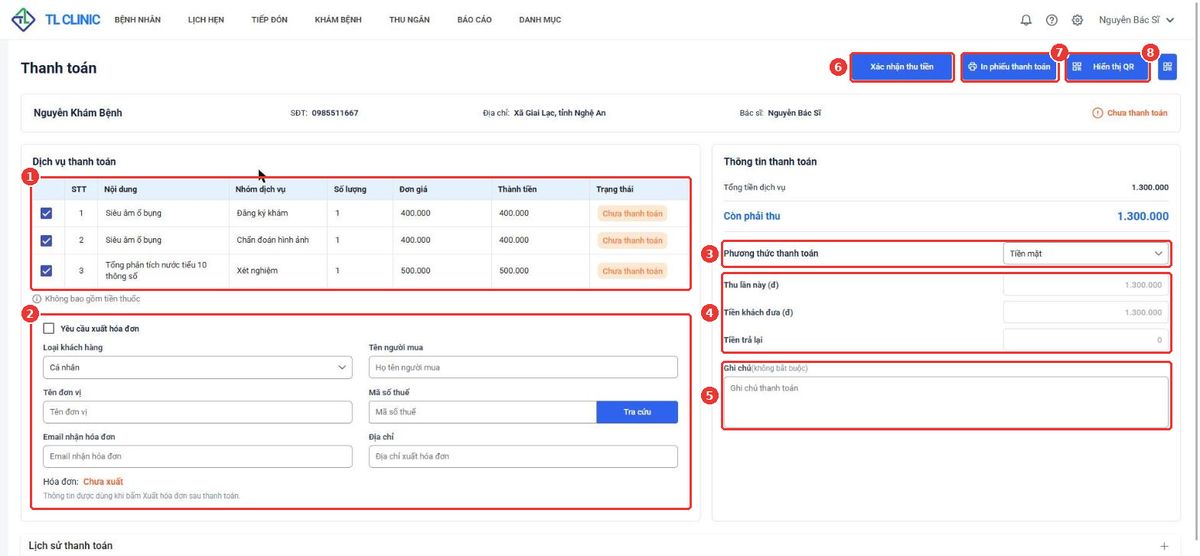 TL CLINIC BỆNH NHÂN LỊCH HẸN TIẾP ĐÓN KHÁM BỆNH THU NGÂN BÁO CÁO DANH MỤC Nguyễn Bác Sĩ
Thanh toán
6 Xác nhận thu tiền In phiếu thanh toán 7 Hiển thị QR 8
Nguyễn Khám Bệnh SĐT: 0985511667 Địa chỉ: Xã Giai Lạc, tỉnh Nghệ An Bác sĩ: Nguyễn Bác Sĩ Chưa thanh toán
Dịch vụ thanh toán
1
STT Nội dung Nhóm dịch vụ Số lượng Đơn giá Thành tiền Trạng thái
1 Siêu âm ổ bụng Đăng ký khám 1 400.000 400.000 Chưa thanh toán
2 Siêu âm ổ bụng Chẩn đoán hình ảnh 1 400.000 400.000 Chưa thanh toán
3 Tổng phân tích nước tiểu 10 thông số Xét nghiệm 1 500.000 500.000 Chưa thanh toán
Không bao gồm tiền thuốc
2
Yêu cầu xuất hóa đơn
Loại khách hàng Tên người mua
Cá nhân Họ tên người mua
Tên đơn vị Mã số thuế
Tên đơn vị Mã số thuế Tra cứu
Email nhận hóa đơn Địa chỉ
Email nhận hóa đơn Địa chỉ xuất hóa đơn
Hóa đơn: Chưa xuất
Thông tin được dùng khi bấm Xuất hóa đơn sau thanh toán.
Thông tin thanh toán
Tổng tiền dịch vụ 1.300.000
Còn phải thu 1.300.000
3 Phương thức thanh toán Tiền mặt
Thu lần này (đ) 1.300.000
4 Tiền khách đưa (đ) 1.300.000
Tiền trả lại 0
Ghi chú(không bắt buộc)
5 Ghi chú thanh toán
Lịch sử thanh toán